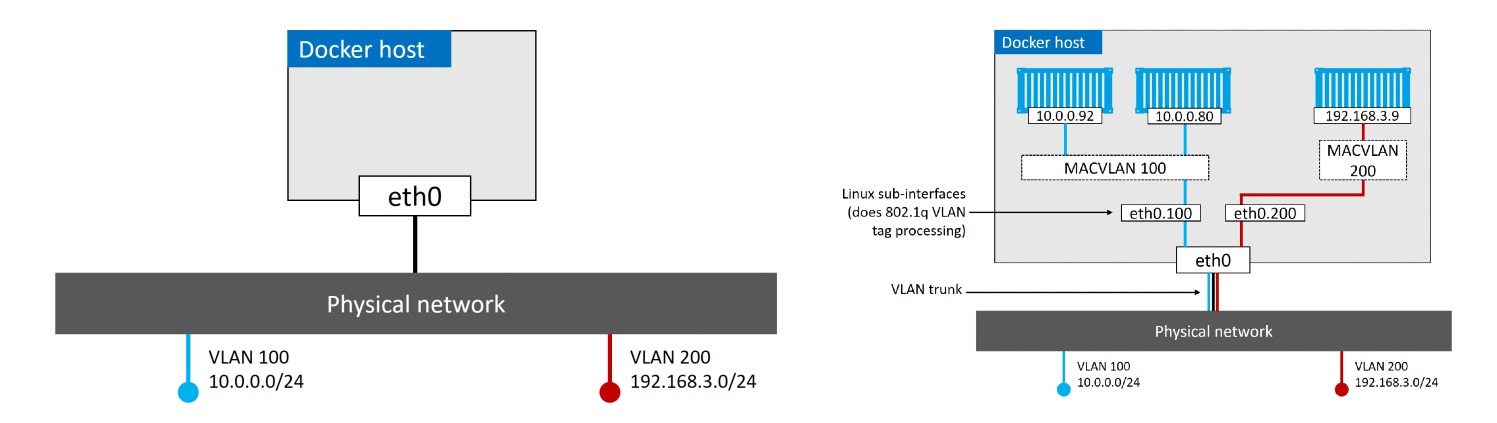 Docker host
eth0
Physical network
VLAN 100
10.0.0.0/24
VLAN 200
192.168.3.0/24
Docker host
10.0.0.92
10.0.0.80
192.168.3.9
MACVLAN 100
MACVLAN
200
Linux sub-interfaces
(does 802.1q VLAN
tag processing)
eth0.100
eth0.200
eth0
VLAN trunk
Physical network
VLAN 100
10.0.0.0/24
VLAN 200
192.168.3.0/24